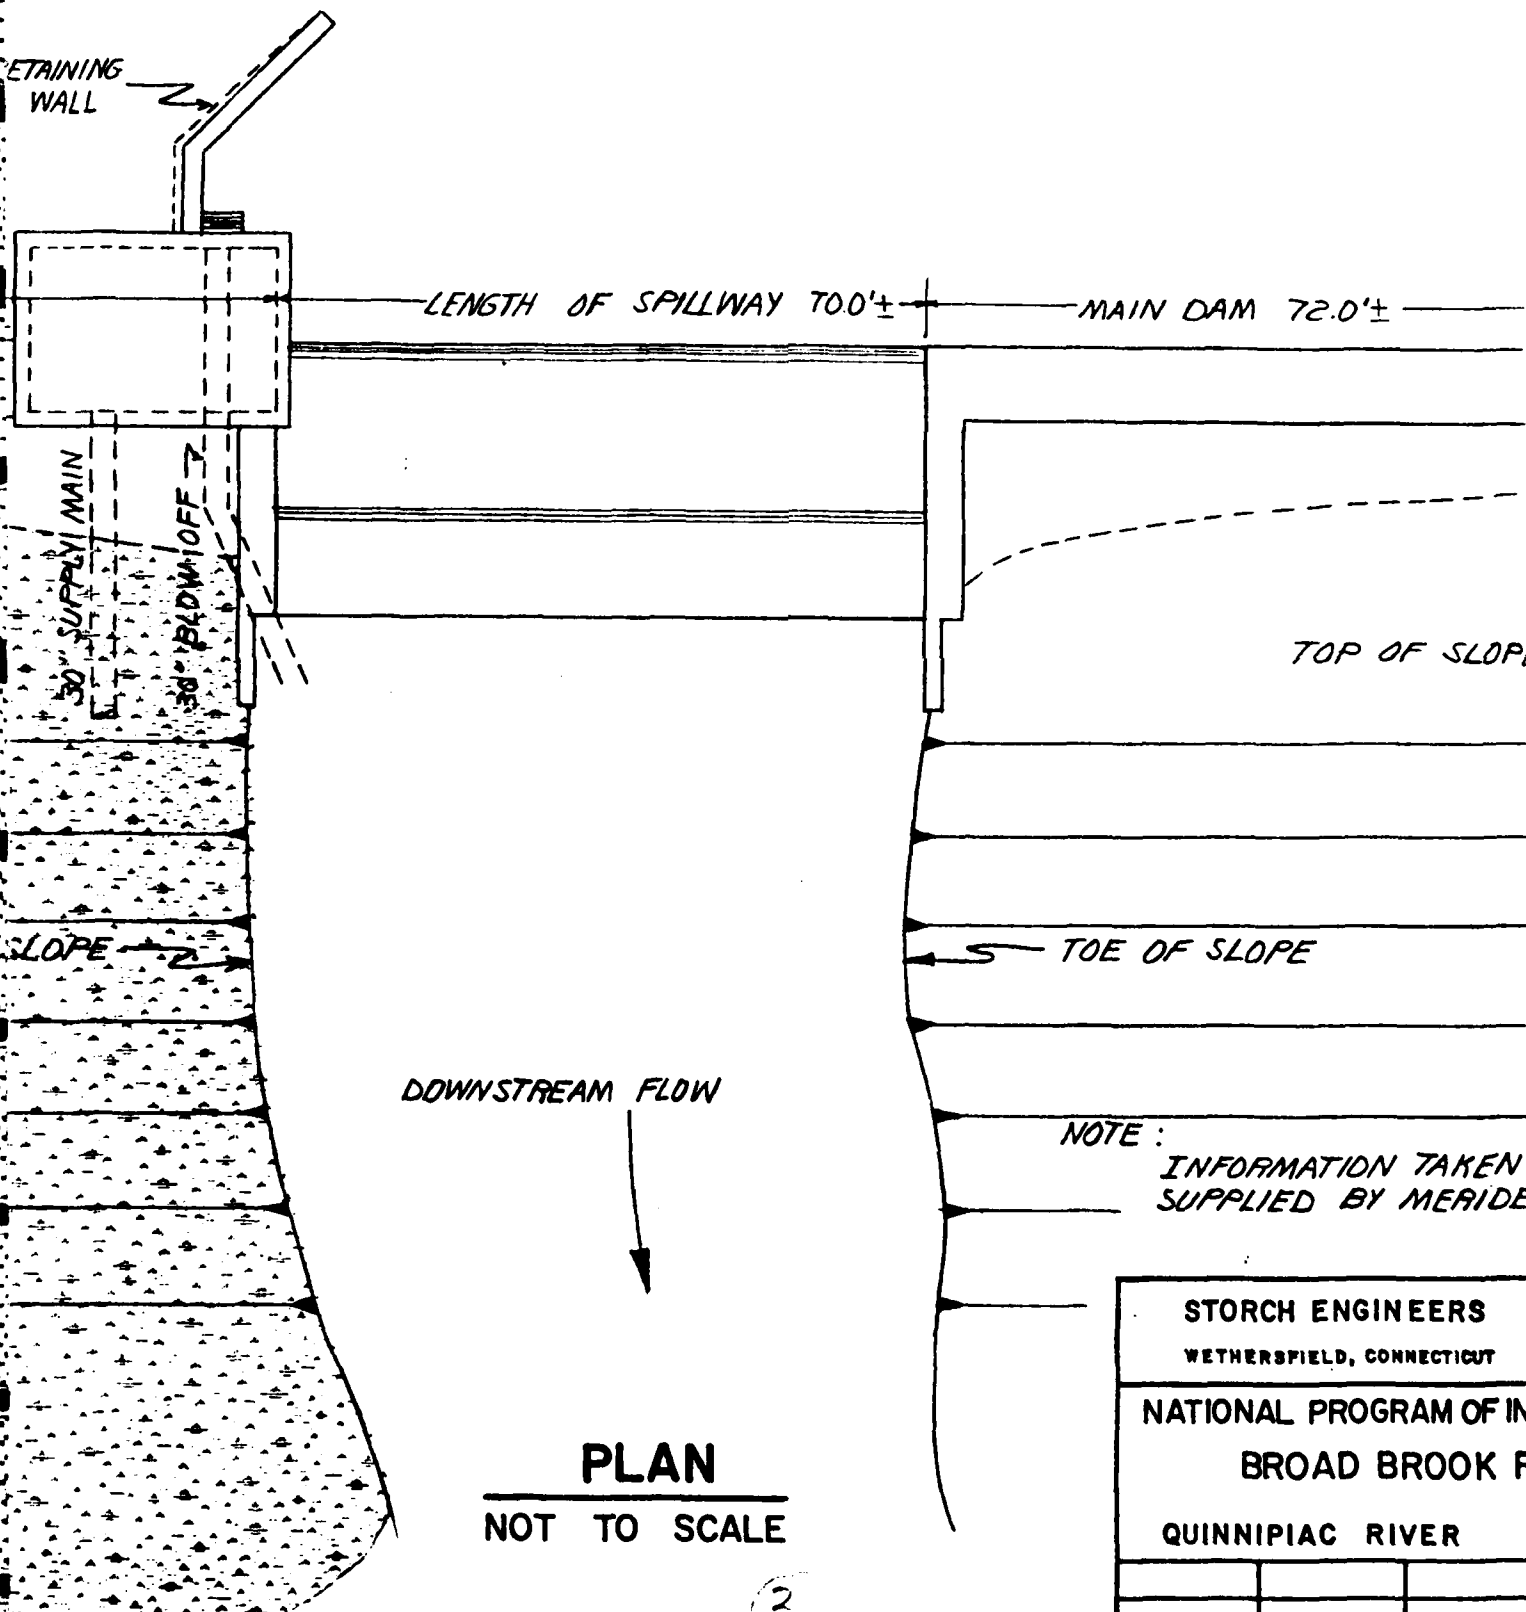 ETAINING
WALL
LENGTH OF SPILLWAY 70.0'±
MAIN DAM 72.0'±
30" SUPPLY MAIN
30" BLOW OFF
TOP OF SLOPE
SLOPE
TOE OF SLOPE
DOWNSTREAM FLOW
NOTE :
INFORMATION TAKEN
SUPPLIED BY MERIDE
STORCH ENGINEERS
WETHERSFIELD, CONNECTICUT
NATIONAL PROGRAM OF IN
BROAD BROOK R
QUINNIPIAC RIVER
PLAN
NOT TO SCALE
2